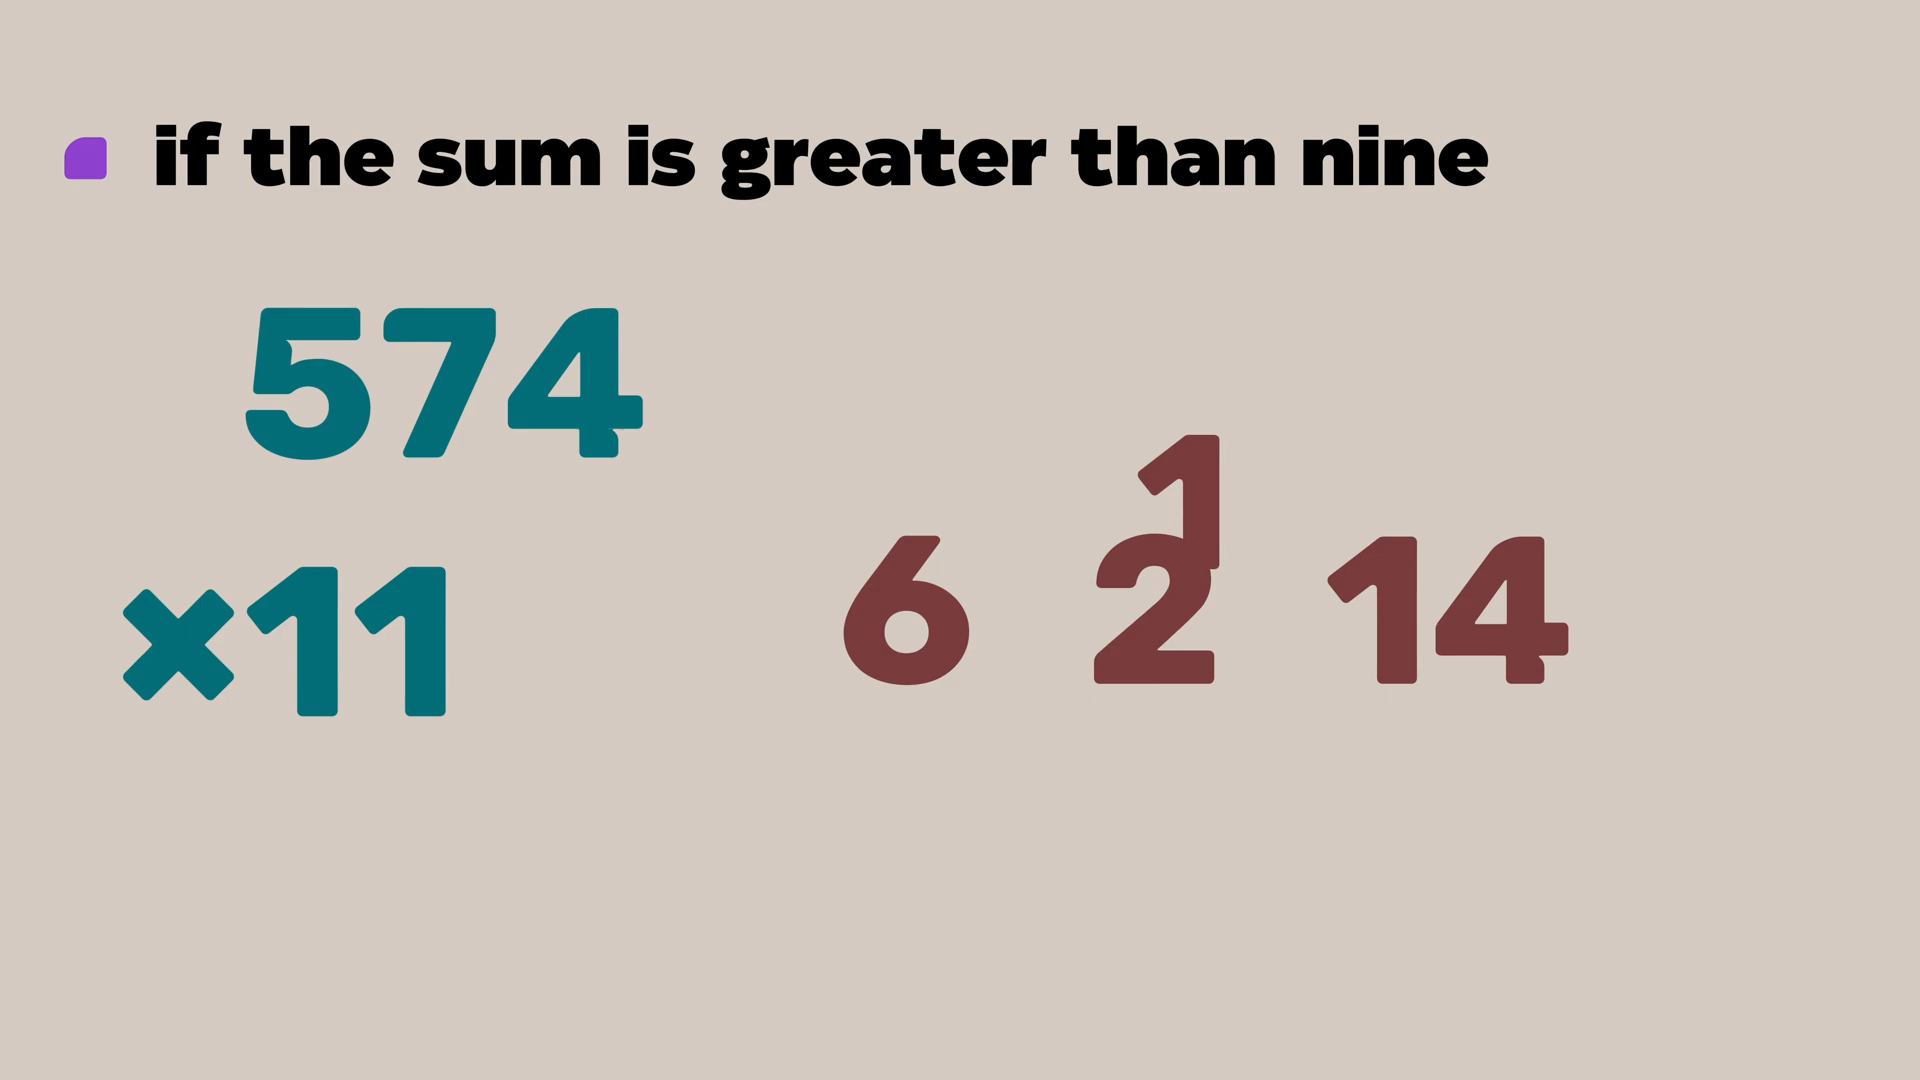 if the sum is greater than nine
574
×11
1
6 2 14